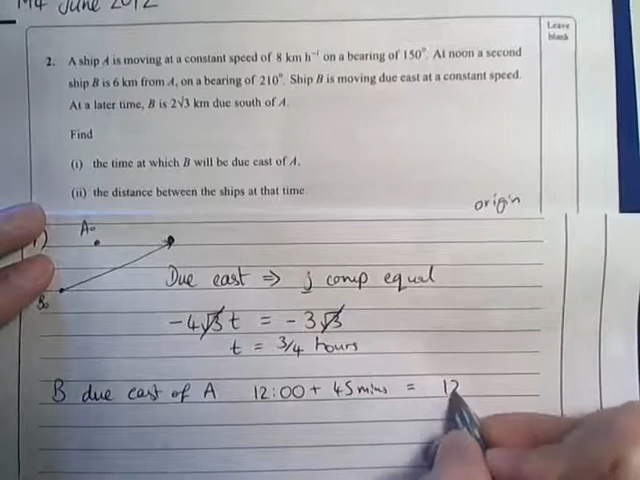 M4 June 2012
Leave
blank
2. A ship A is moving at a constant speed of 8 km h⁻¹ on a bearing of 150°. At noon a second
ship B is 6 km from A, on a bearing of 210°. Ship B is moving due east at a constant speed.
At a later time, B is 2√3 km due south of A.
Find
(i) the time at which B will be due east of A,
(ii) the distance between the ships at that time.
origin
i)
A₀
B₀
Due east ⇒ j comp equal
-4√3 t = -3√3
t = 3/4 hours
B due east of A 12:00 + 45 mins = 12